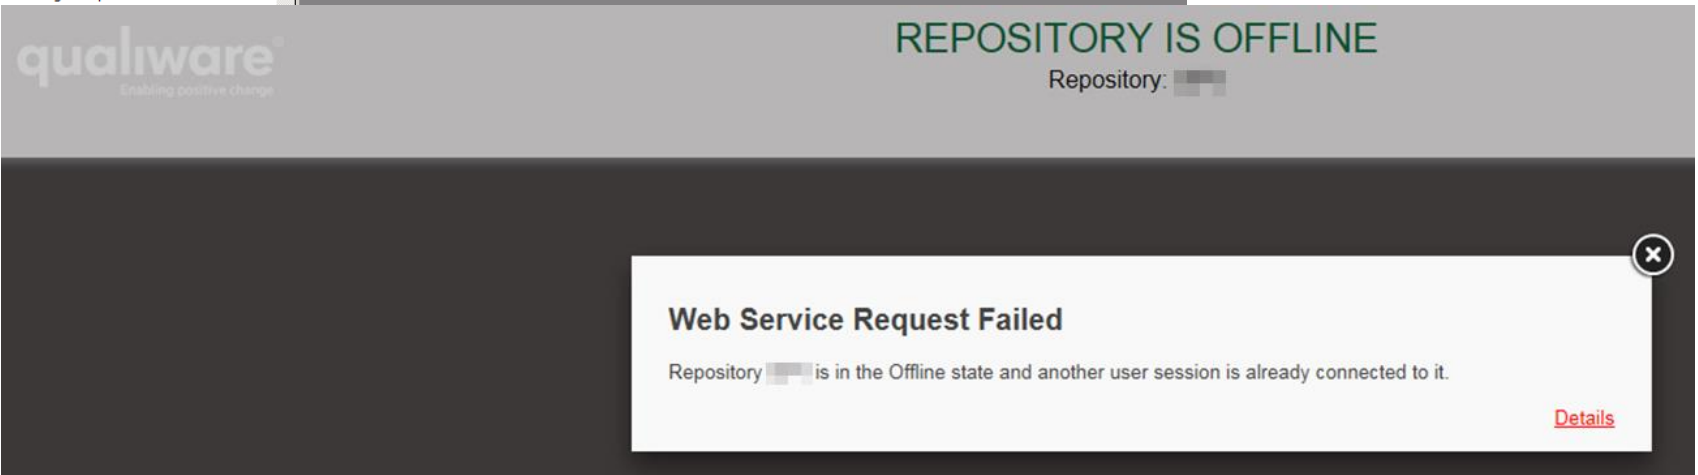 qualiware®
Enabling positive change
REPOSITORY IS OFFLINE
Repository:
Web Service Request Failed
Repository is in the Offline state and another user session is already connected to it.
Details